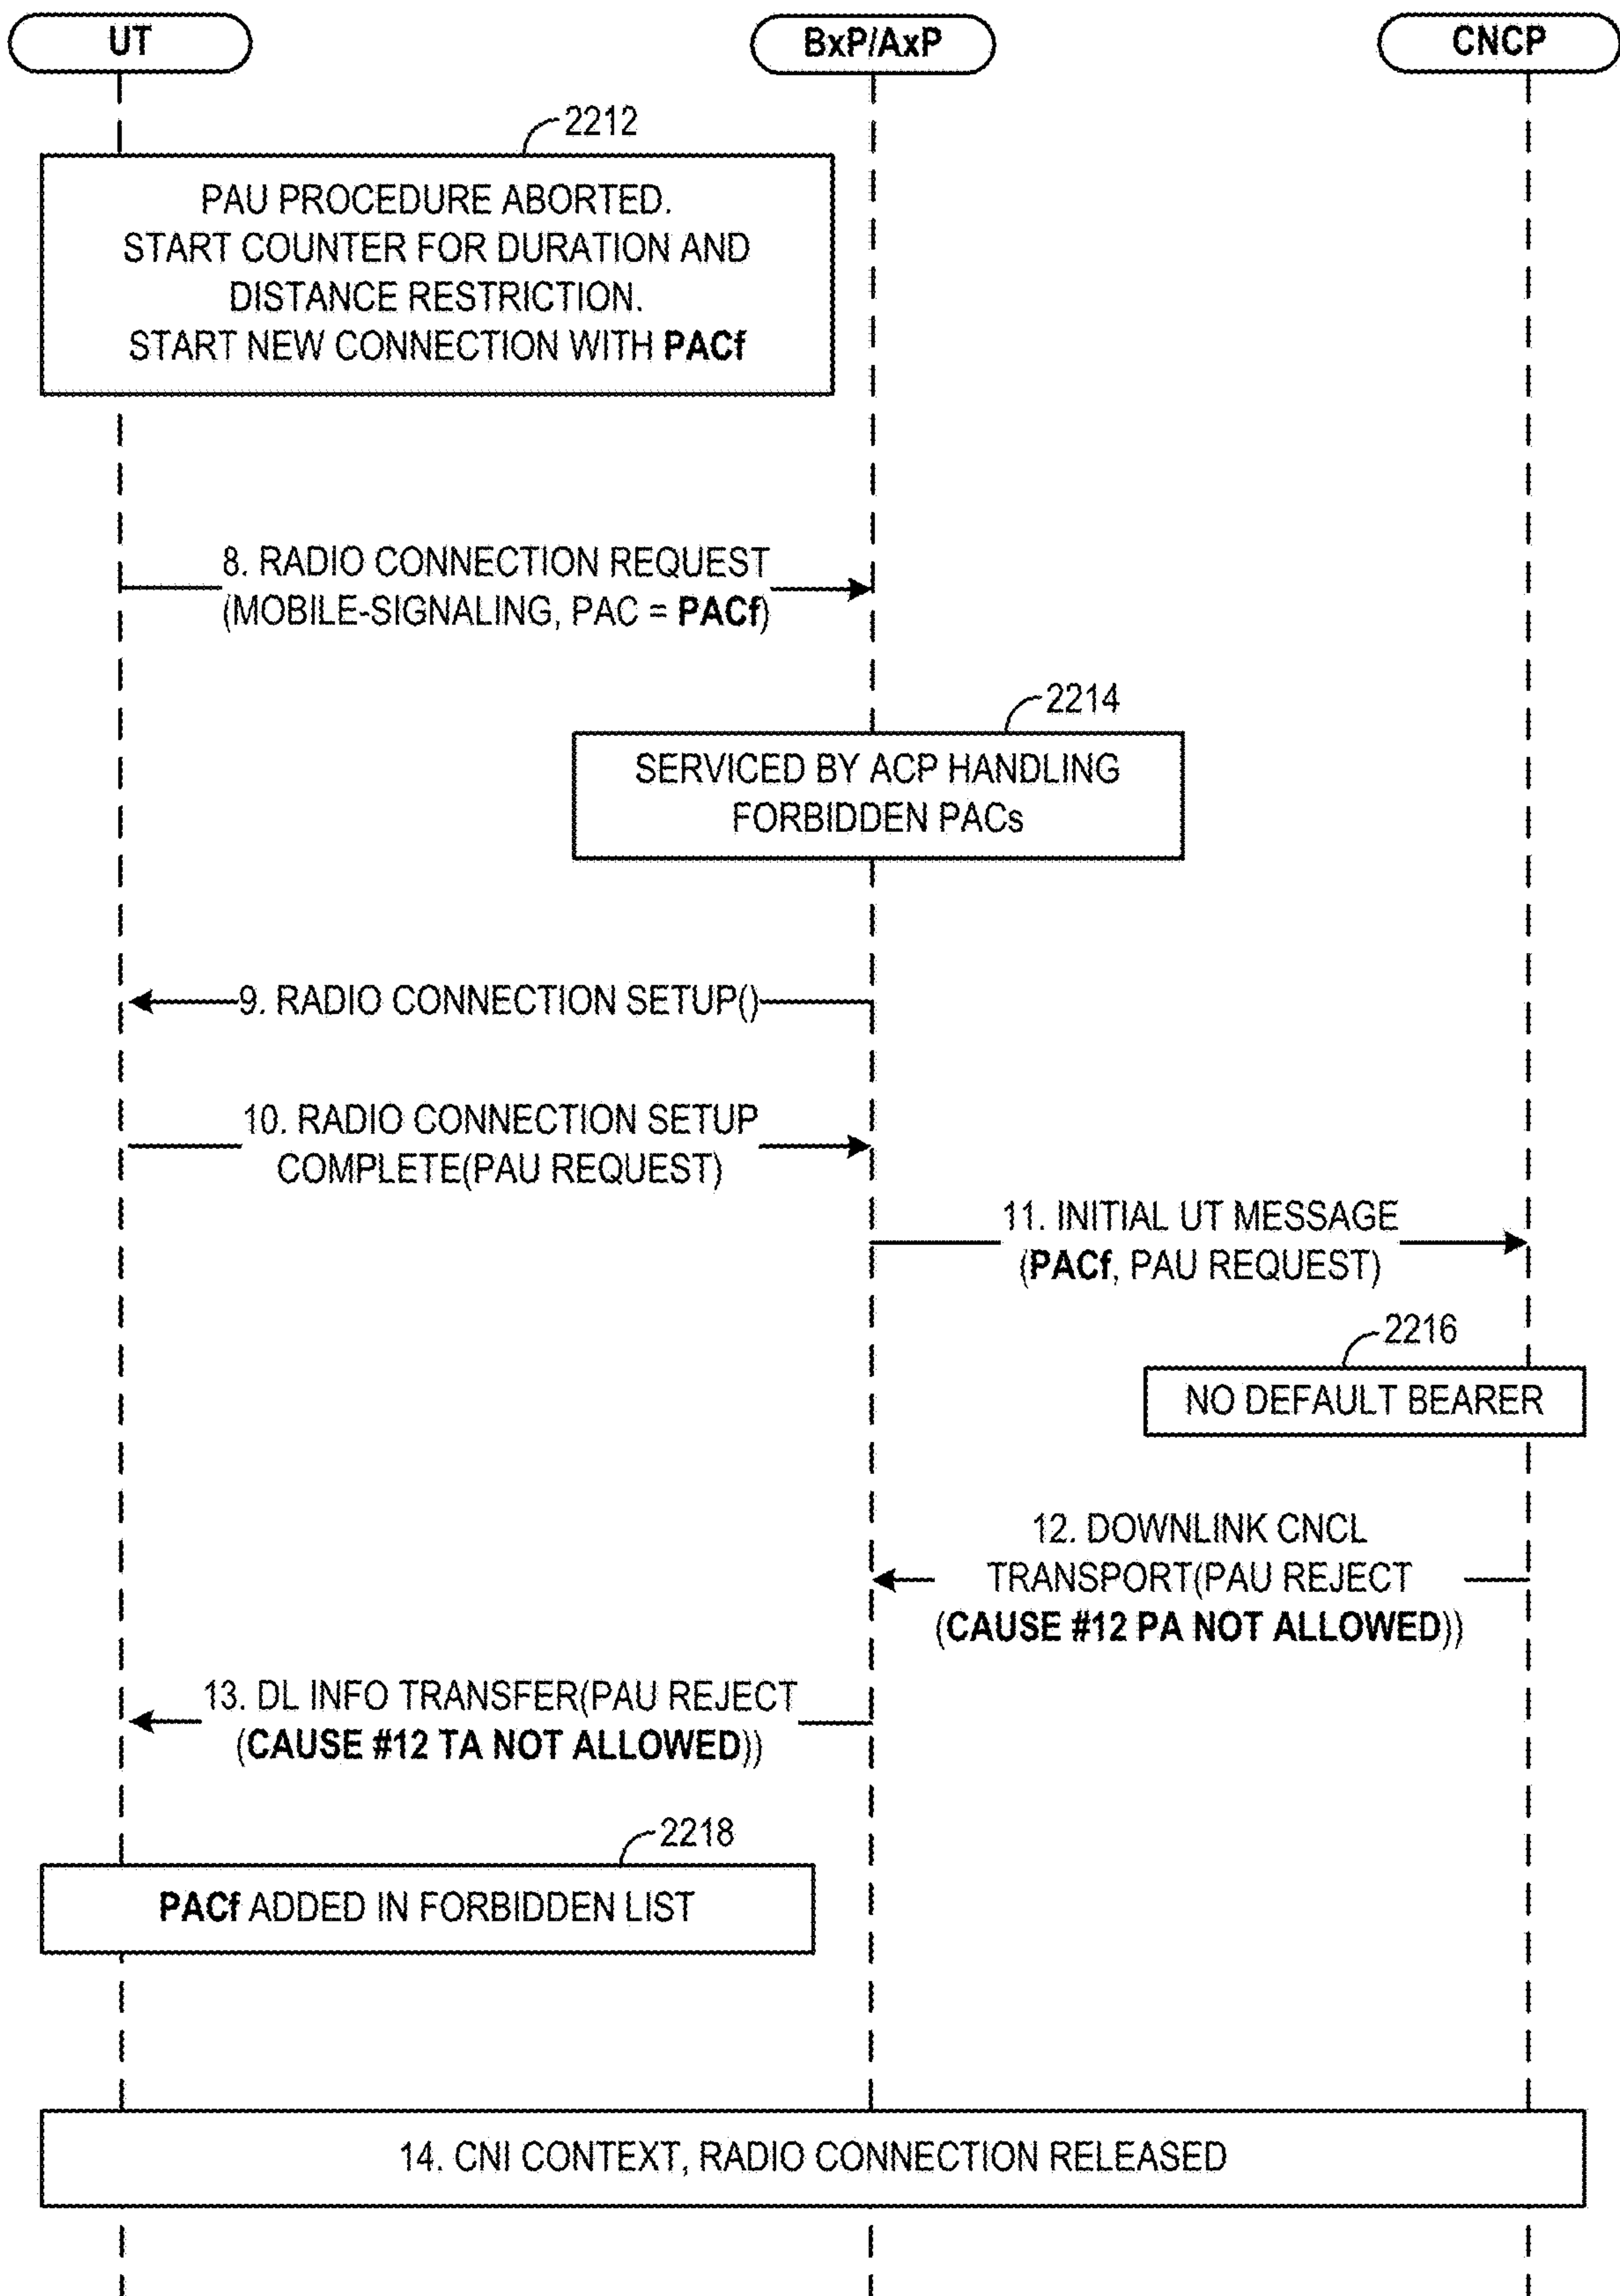 UT
BxP/AxP
CNCP
2212
PAU PROCEDURE ABORTED.
START COUNTER FOR DURATION AND
DISTANCE RESTRICTION.
START NEW CONNECTION WITH PACf
8. RADIO CONNECTION REQUEST
(MOBILE-SIGNALING, PAC = PACf)
2214
SERVICED BY ACP HANDLING
FORBIDDEN PACs
9. RADIO CONNECTION SETUP()
10. RADIO CONNECTION SETUP
COMPLETE(PAU REQUEST)
11. INITIAL UT MESSAGE
(PACf, PAU REQUEST)
2216
NO DEFAULT BEARER
12. DOWNLINK CNCL
TRANSPORT(PAU REJECT
(CAUSE #12 PA NOT ALLOWED))
13. DL INFO TRANSFER(PAU REJECT
(CAUSE #12 TA NOT ALLOWED))
2218
PACf ADDED IN FORBIDDEN LIST
14. CNI CONTEXT, RADIO CONNECTION RELEASED